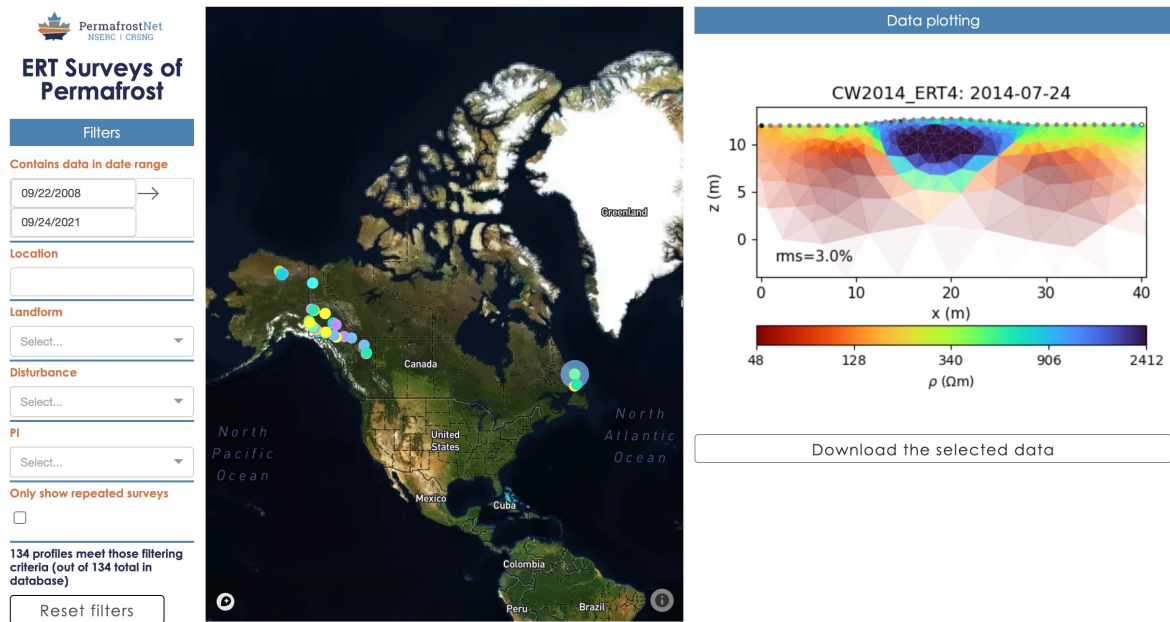 PermafrostNet
NSERC | CRSNG
ERT Surveys of
Permafrost
Filters
Contains data in date range
09/22/2008
09/24/2021
Location
Landform
Select...
Disturbance
Select...
PI
Select...
Only show repeated surveys
134 profiles meet those filtering
criteria (out of 134 total in
database)
Reset filters
Greenland
Canada
North
Pacific
Ocean
United
States
North
Atlantic
Ocean
Mexico
Cuba
Colombia
Peru
Brazil
i
Data plotting
CW2014_ERT4: 2014-07-24
z (m)
10
5
0
rms=3.0%
0 10 20 30 40
x (m)
48 128 340 906 2412
ρ (Ωm)
Download the selected data